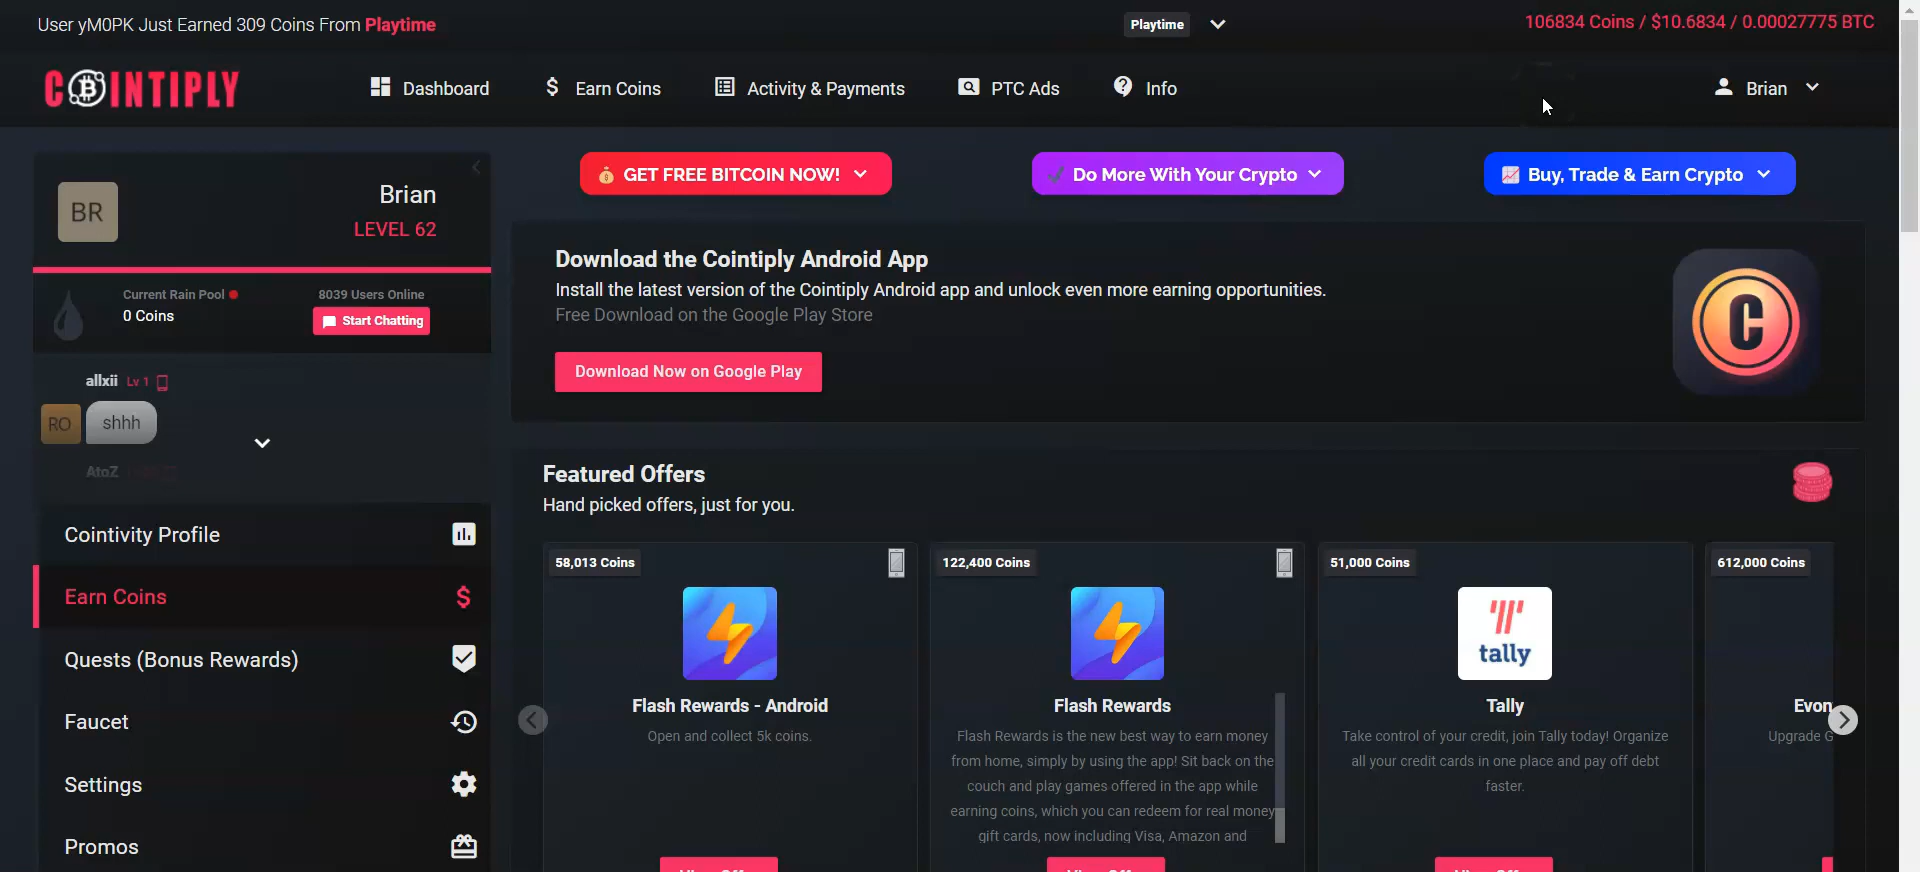 User yM0PK Just Earned 309 Coins From Playtime
Playtime
106834 Coins / $10.6834 / 0.00027775 BTC
COINTIPLY
Dashboard
Earn Coins
Activity & Payments
PTC Ads
Info
Brian
BR
Brian
LEVEL 62
Current Rain Pool
0 Coins
8039 Users Online
Start Chatting
allxii Lv 1
RO
shhh
AtoZ
Cointivity Profile
Earn Coins
Quests (Bonus Rewards)
Faucet
Settings
Promos
GET FREE BITCOIN NOW!
Do More With Your Crypto
Buy, Trade & Earn Crypto
Download the Cointiply Android App
Install the latest version of the Cointiply Android app and unlock even more earning opportunities.
Free Download on the Google Play Store
Download Now on Google Play
C
Featured Offers
Hand picked offers, just for you.
58,013 Coins
Flash Rewards - Android
Open and collect 5k coins.
122,400 Coins
Flash Rewards
Flash Rewards is the new best way to earn money
from home, simply by using the app! Sit back on the
couch and play games offered in the app while
earning coins, which you can redeem for real money
gift cards, now including Visa, Amazon and
51,000 Coins
tally
Tally
Take control of your credit, join Tally today! Organize
all your credit cards in one place and pay off debt
faster.
612,000 Coins
Evon
Upgrade G